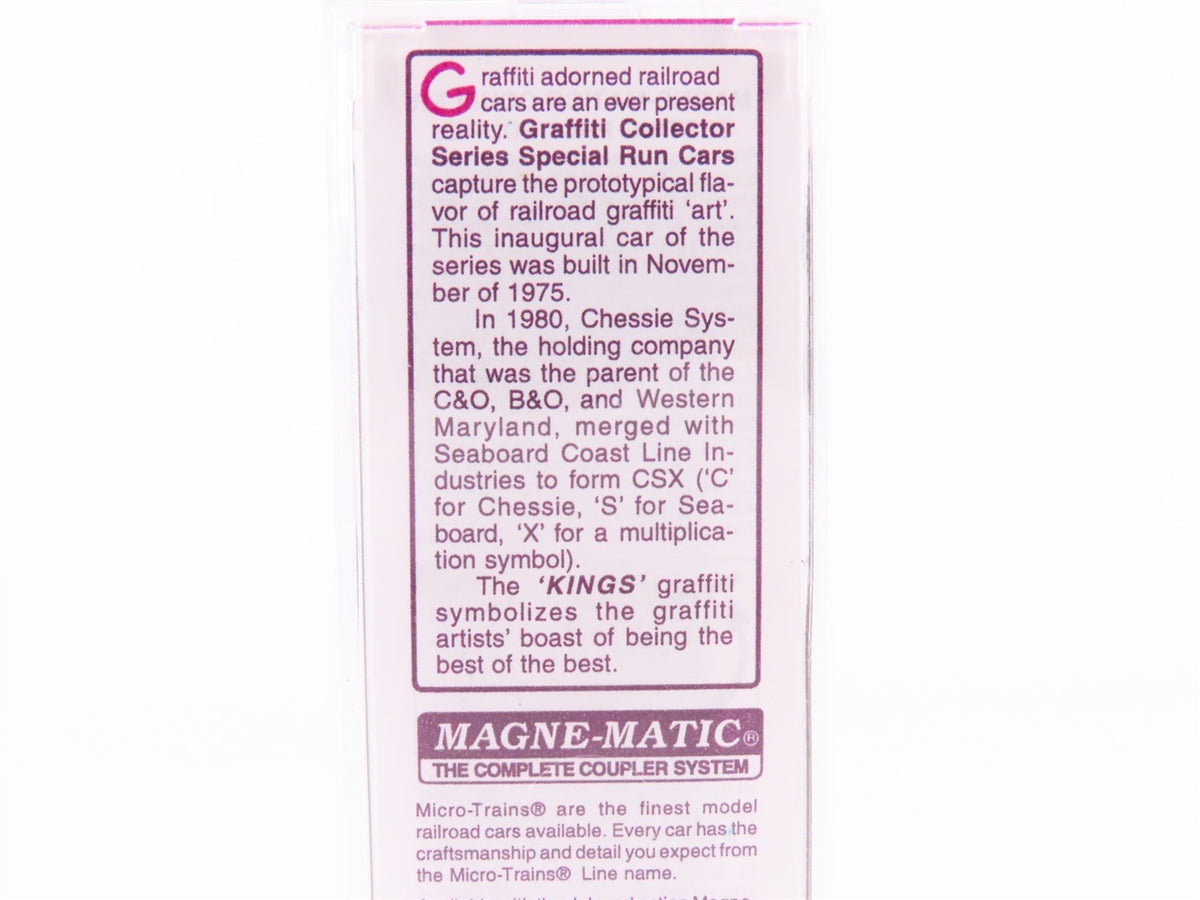 Graffiti adorned railroad
cars are an ever present
reality. Graffiti Collector
Series Special Run Cars
capture the prototypical fla-
vor of railroad graffiti ‘art’.
This inaugural car of the
series was built in Novem-
ber of 1975.
In 1980, Chessie Sys-
tem, the holding company
that was the parent of the
C&O, B&O, and Western
Maryland, merged with
Seaboard Coast Line In-
dustries to form CSX (‘C’
for Chessie, ‘S’ for Sea-
board, ‘X’ for a multiplica-
tion symbol).
The ‘KINGS’ graffiti
symbolizes the graffiti
artists’ boast of being the
best of the best.
MAGNE-MATIC®
THE COMPLETE COUPLER SYSTEM
Micro-Trains® are the finest model
railroad cars available. Every car has the
craftsmanship and detail you expect from
the Micro-Trains® Line name.